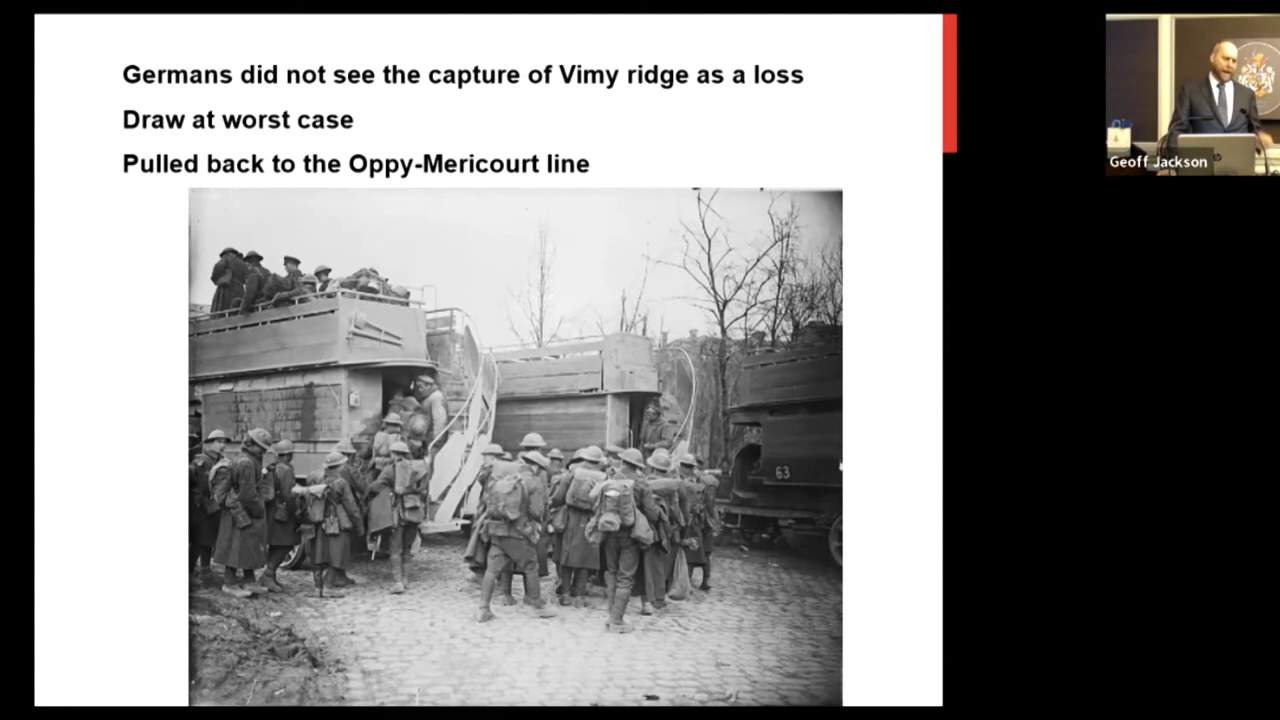 Germans did not see the capture of Vimy ridge as a loss
Draw at worst case
Pulled back to the Oppy-Mericourt line
63
Geoff Jackson